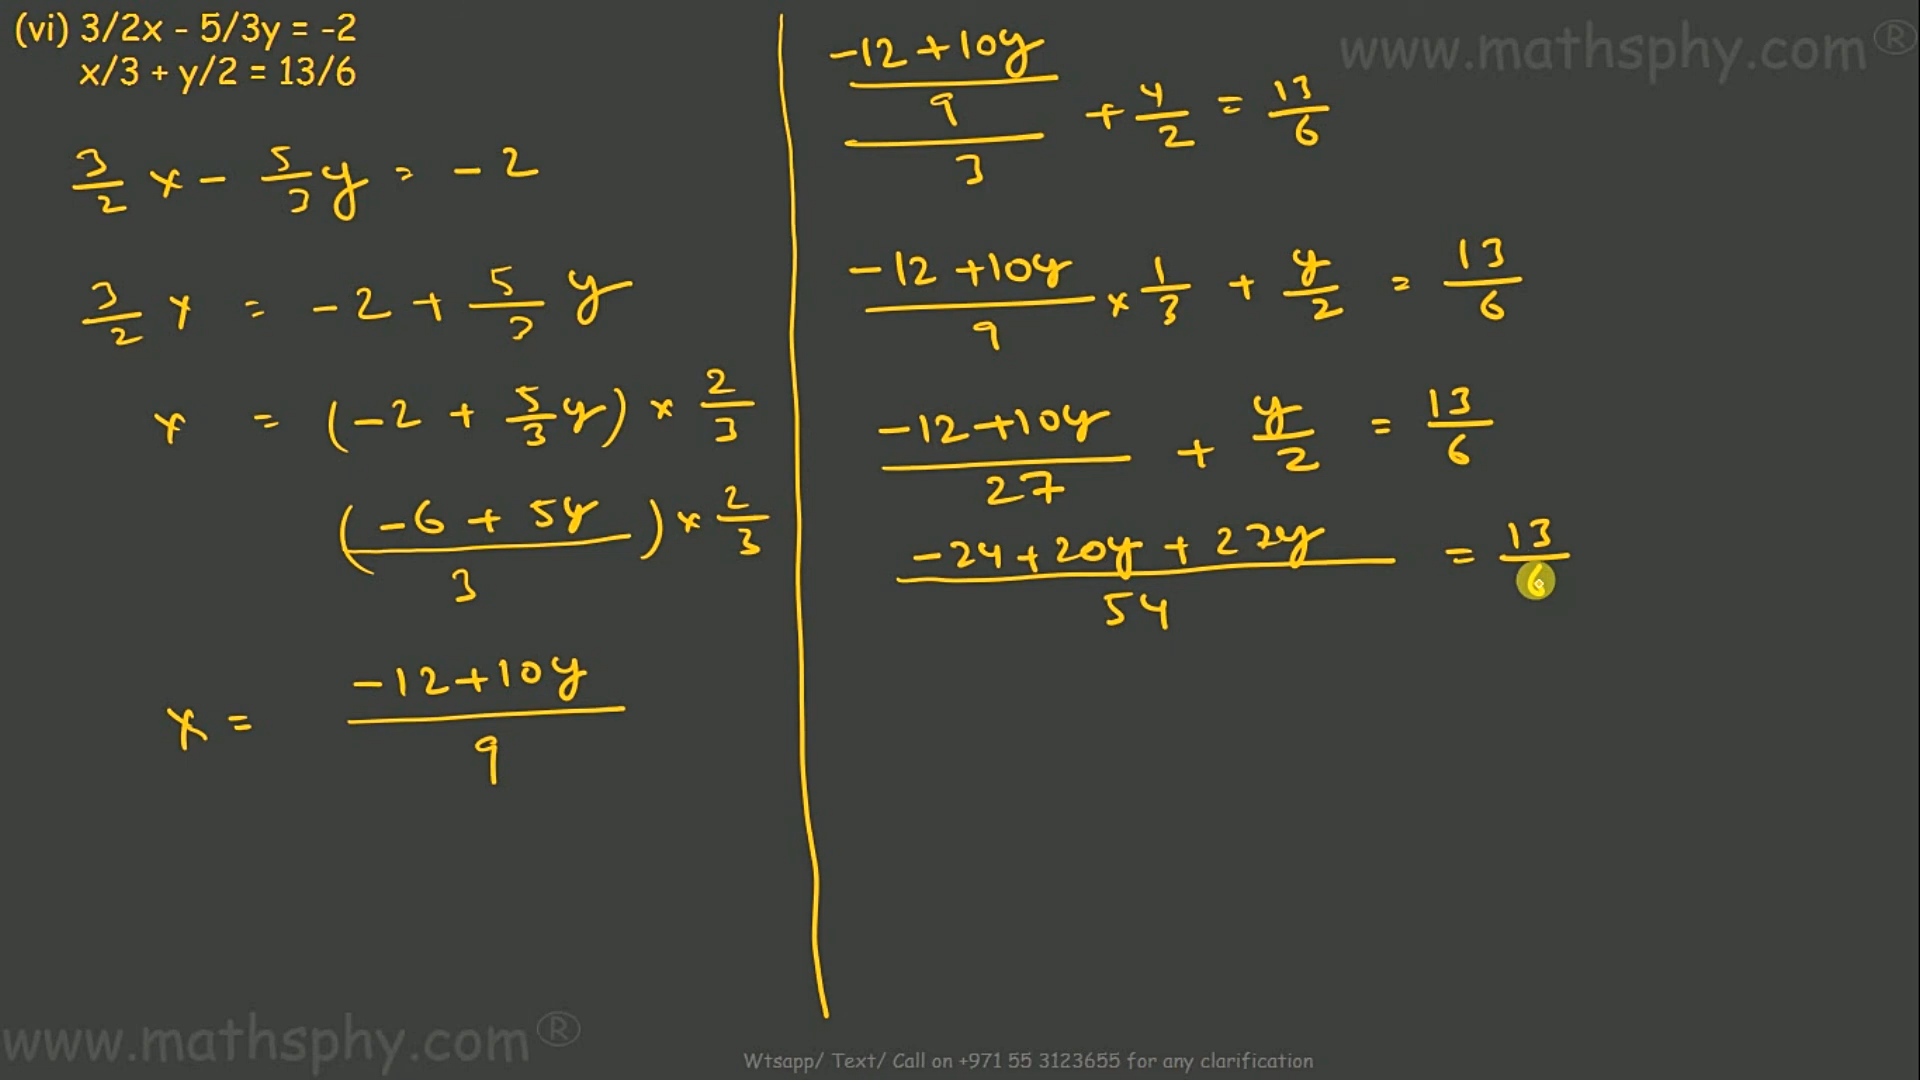 (vi) 3/2x - 5/3y = -2
x/3 + y/2 = 13/6
3/2 x - 5/3 y = -2
3/2 x = -2 + 5/3 y
x = (-2 + 5/3 y) × 2/3
(-6 + 5y / 3) × 2/3
x = -12+10y / 9
-12+10y / 9 / 3 + y/2 = 13/6
-12+10y / 9 × 1/3 + y/2 = 13/6
-12+10y / 27 + y/2 = 13/6
-24+20y+27y / 54 = 13/6
www.mathsphy.com®
www.mathsphy.com®
Wtsapp/ Text/ Call on +971 55 3123655 for any clarification